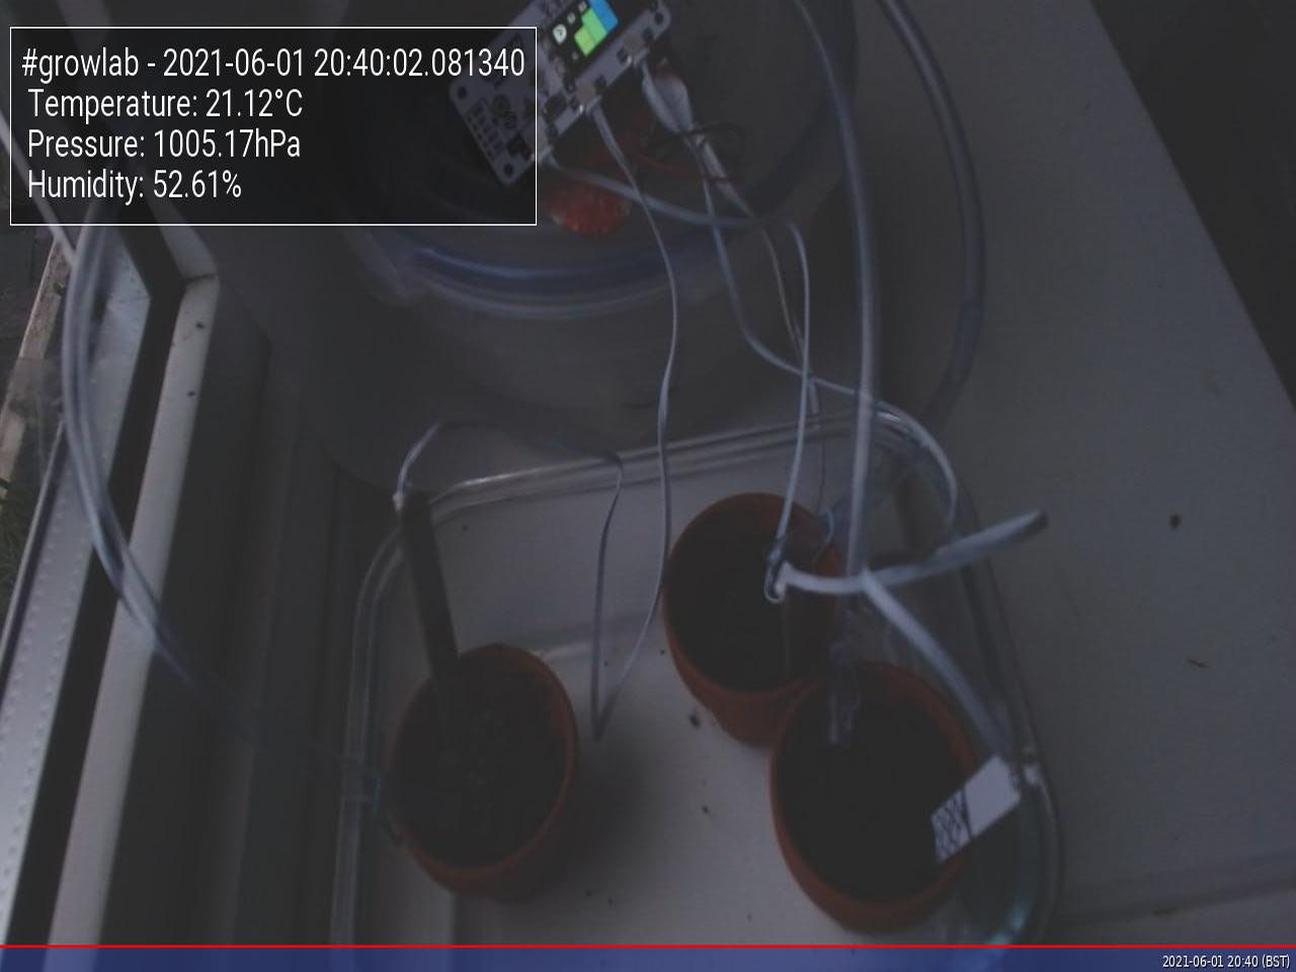 #growlab - 2021-06-01 20:40:02.081340
Temperature: 21.12°C
Pressure: 1005.17hPa
Humidity: 52.61%
2021-06-01 20:40 (BST)